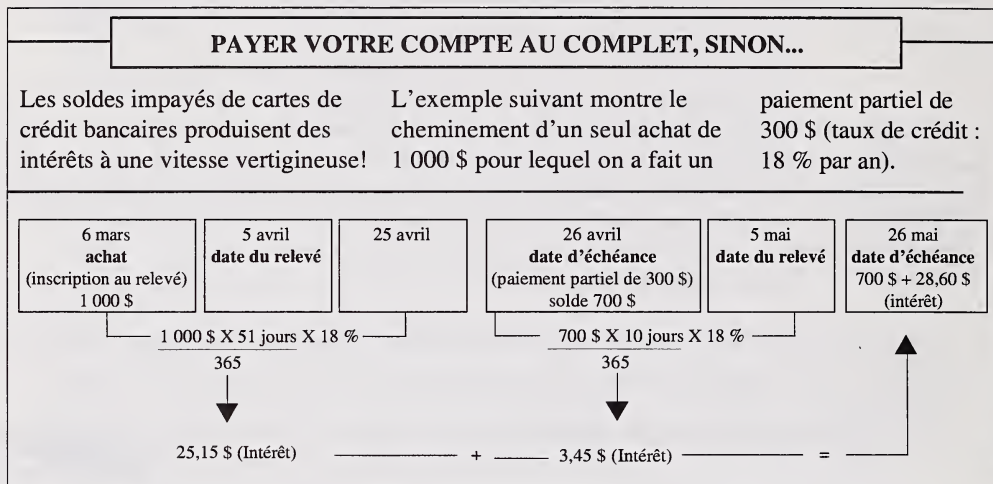 PAYER VOTRE COMPTE AU COMPLET, SINON...
Les soldes impayés de cartes de
crédit bancaires produisent des
intérêts à une vitesse vertigineuse!
L'exemple suivant montre le
cheminement d'un seul achat de
1 000 $ pour lequel on a fait un
paiement partiel de
300 $ (taux de crédit :
18 % par an).
6 mars
achat
(inscription au relevé)
1 000 $
5 avril
date du relevé
25 avril
26 avril
date d'échéance
(paiement partiel de 300 $)
solde 700 $
5 mai
date du relevé
26 mai
date d'échéance
700 $ + 28,60 $
(intérêt)
1 000 $ X 51 jours X 18 %
365
700 $ X 10 jours X 18 %
365
25,15 $ (Intérêt) + 3,45 $ (Intérêt) =